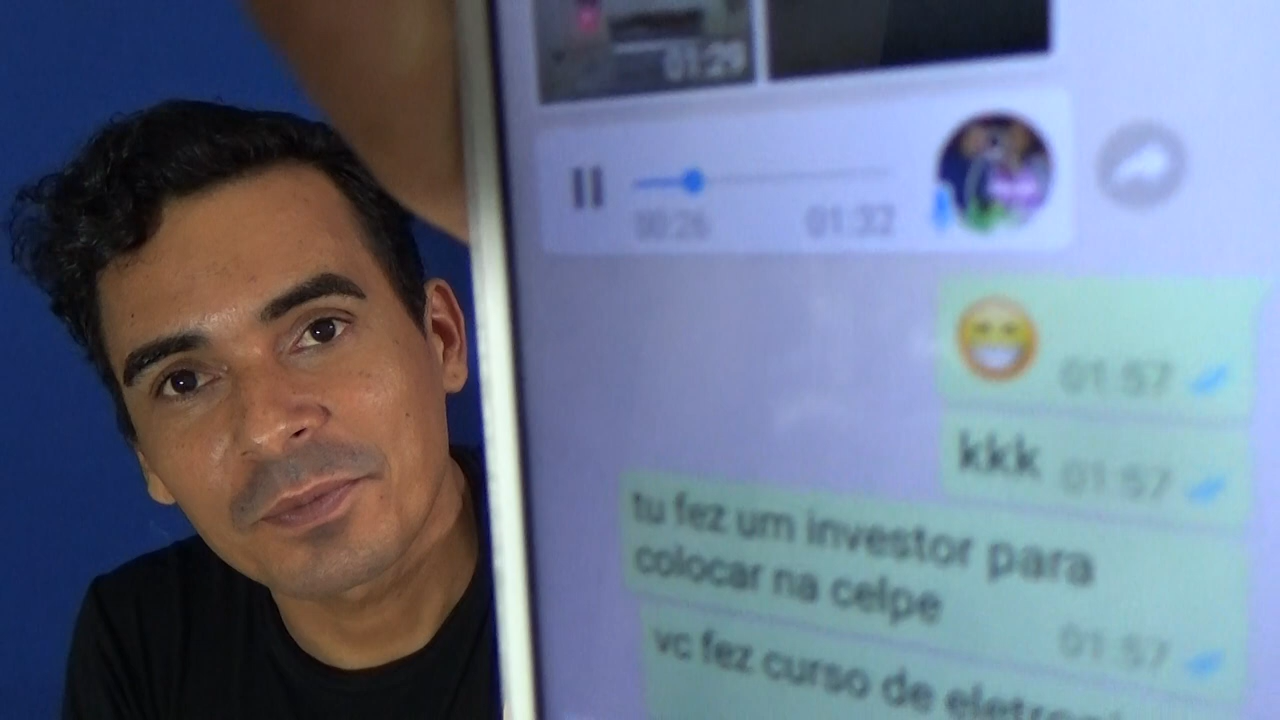 01:29
00:26 01:32
01:57
kkk 01:57
tu fez um investor para
colocar na celpe
01:57
vc fez curso de